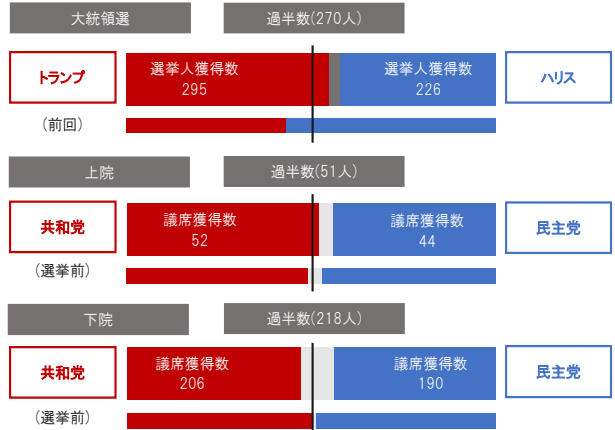 大統領選
過半数(270人)
トランプ
選挙人獲得数
295
選挙人獲得数
226
ハリス
(前回)
上院
過半数(51人)
共和党
議席獲得数
52
議席獲得数
44
民主党
(選挙前)
下院
過半数(218人)
共和党
議席獲得数
206
議席獲得数
190
民主党
(選挙前)